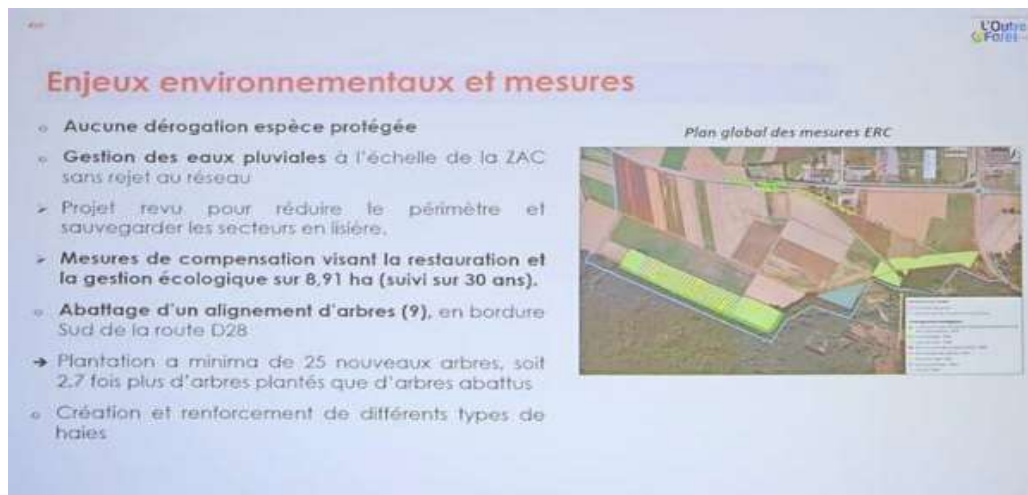 L'Outre
Forêt
Enjeux environnementaux et mesures
o Aucune dérogation espèce protégée
o Gestion des eaux pluviales à l'échelle de la ZAC
sans rejet au réseau
➢ Projet revu pour réduire le périmètre et
sauvegarder les secteurs en lisière.
➢ Mesures de compensation visant la restauration et
la gestion écologique sur 8,91 ha (suivi sur 30 ans).
o Abattage d'un alignement d'arbres (9), en bordure
Sud de la route D28
➔ Plantation a minima de 25 nouveaux arbres, soit
2,7 fois plus d'arbres plantés que d'arbres abattus
o Création et renforcement de différents types de
haies
Plan global des mesures ERC